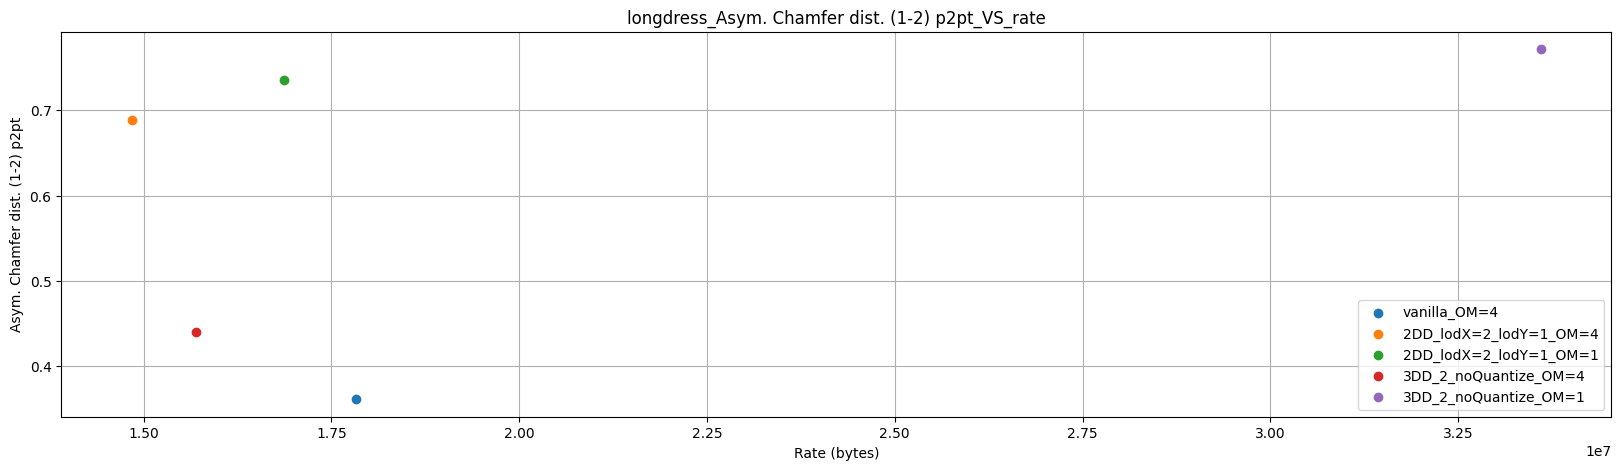 longdress_Asym. Chamfer dist. (1-2) p2pt_VS_rate
Asym. Chamfer dist. (1-2) p2pt
0.7
0.6
0.5
0.4
vanilla_OM=4
2DD_lodX=2_lodY=1_OM=4
2DD_lodX=2_lodY=1_OM=1
3DD_2_noQuantize_OM=4
3DD_2_noQuantize_OM=1
1.50 1.75 2.00 2.25 2.50 2.75 3.00 3.25
1e7
Rate (bytes)